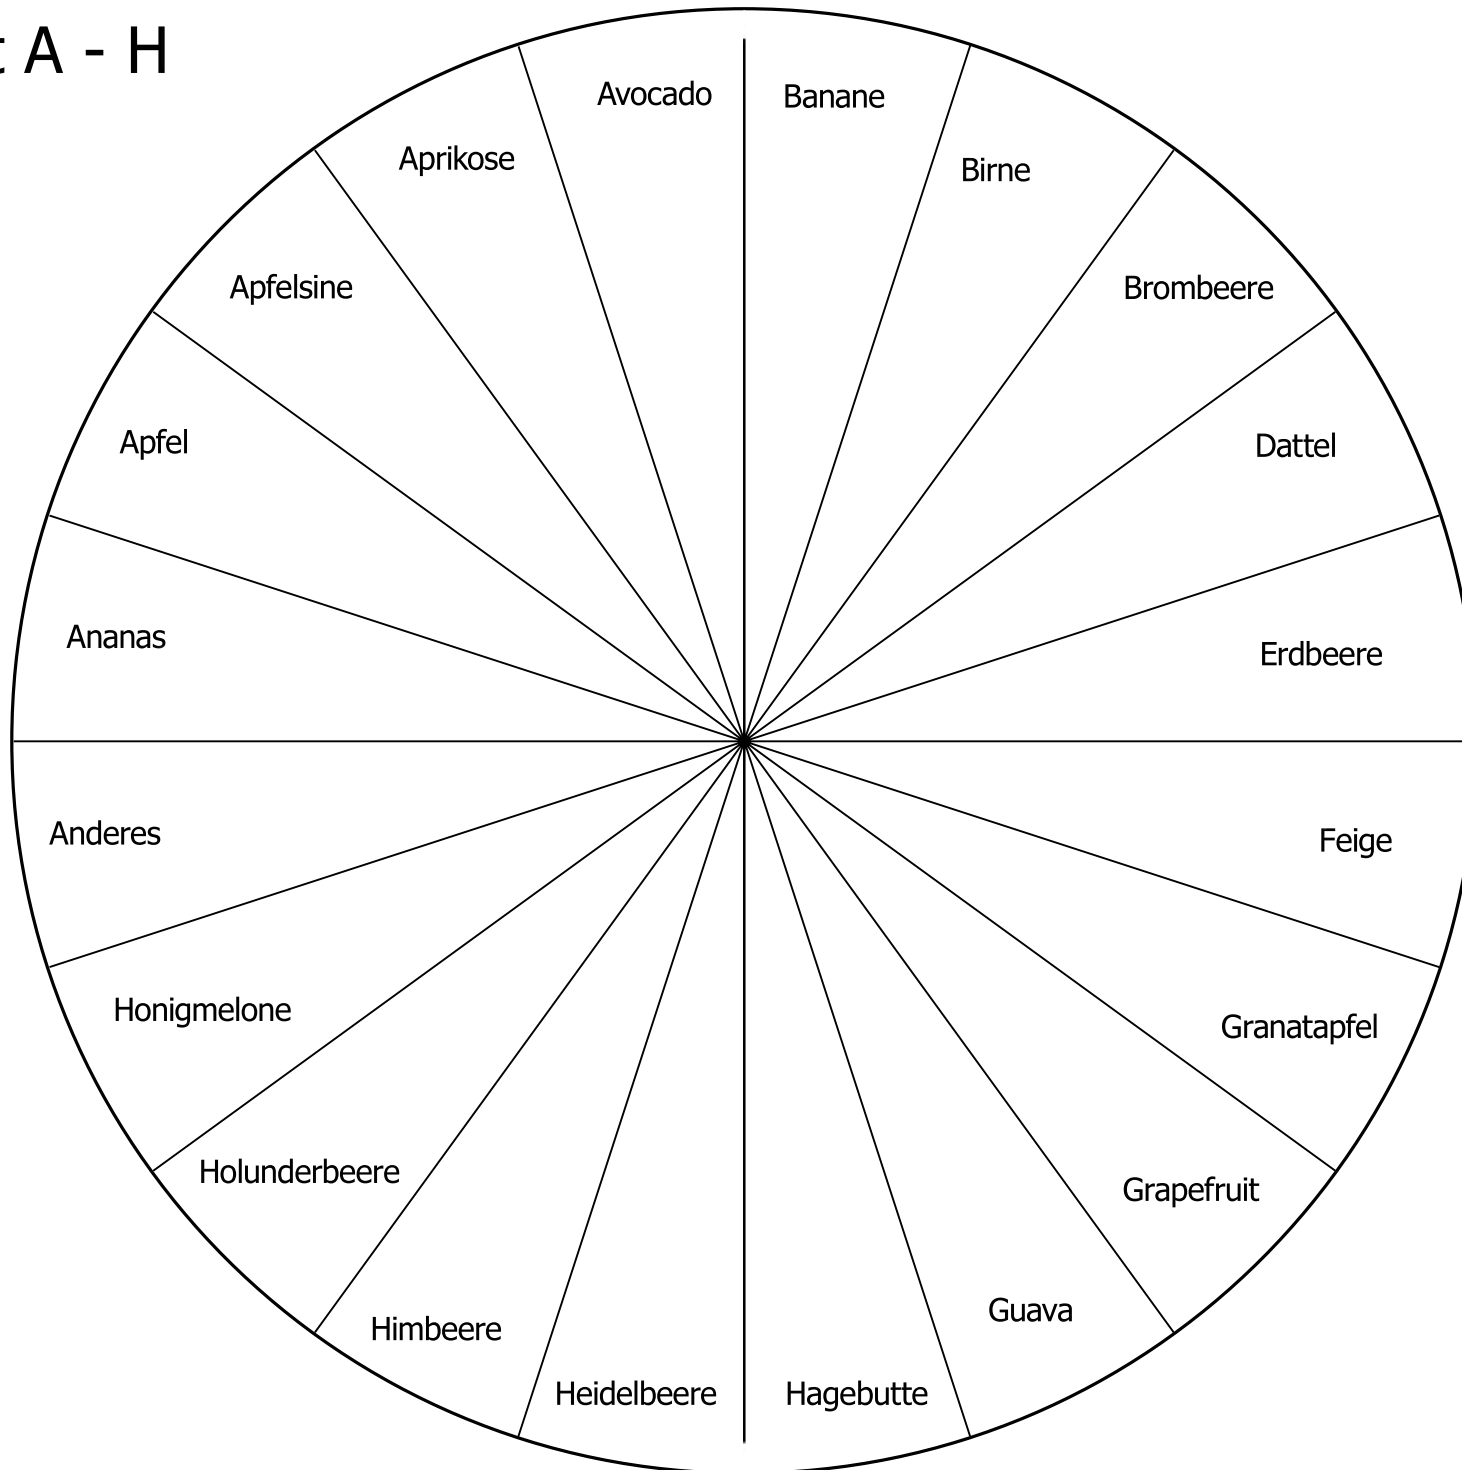 A - H
Avocado
Banane
Aprikose
Birne
Apfelsine
Brombeere
Apfel
Dattel
Ananas
Erdbeere
Anderes
Feige
Honigmelone
Granatapfel
Holunderbeere
Grapefruit
Guava
Himbeere
Heidelbeere
Hagebutte